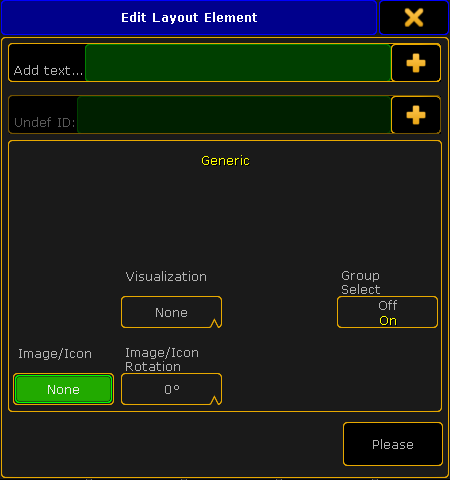 Edit Layout Element
Add text...
Undef ID:
Generic
Visualization
None
Group
Select
Off
On
Image/Icon
None
Image/Icon
Rotation
0°
Please